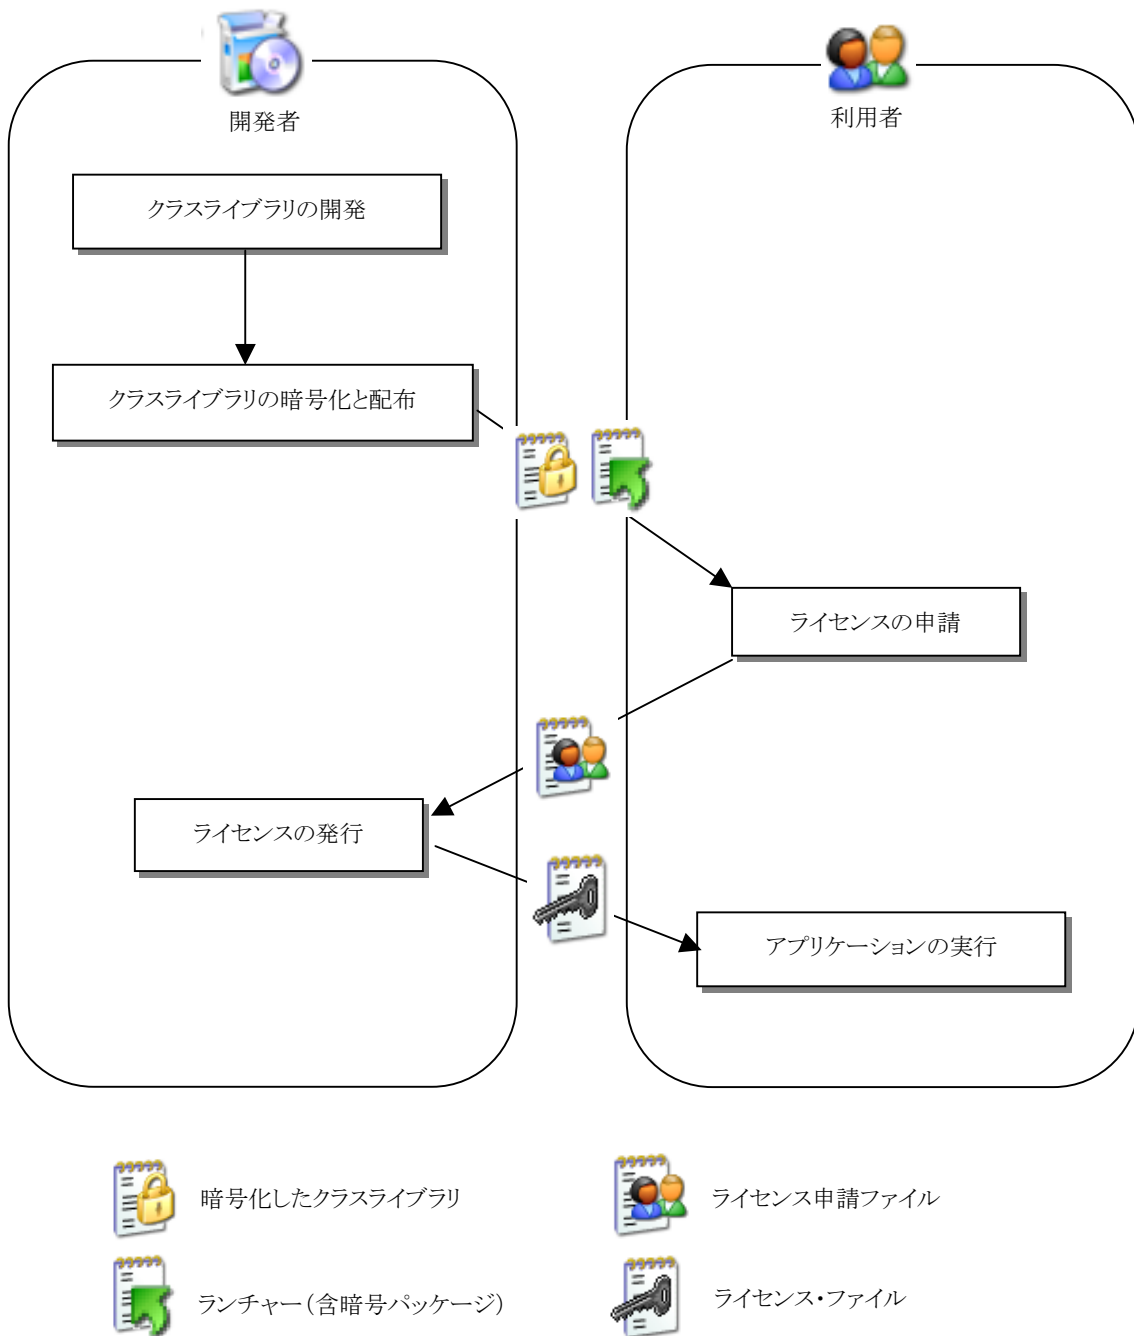 開発者
利用者
クラスライブラリの開発
クラスライブラリの暗号化と配布
ライセンスの申請
ライセンスの発行
アプリケーションの実行
暗号化したクラスライブラリ
ライセンス申請ファイル
ランチャー（含暗号パッケージ）
ライセンス・ファイル